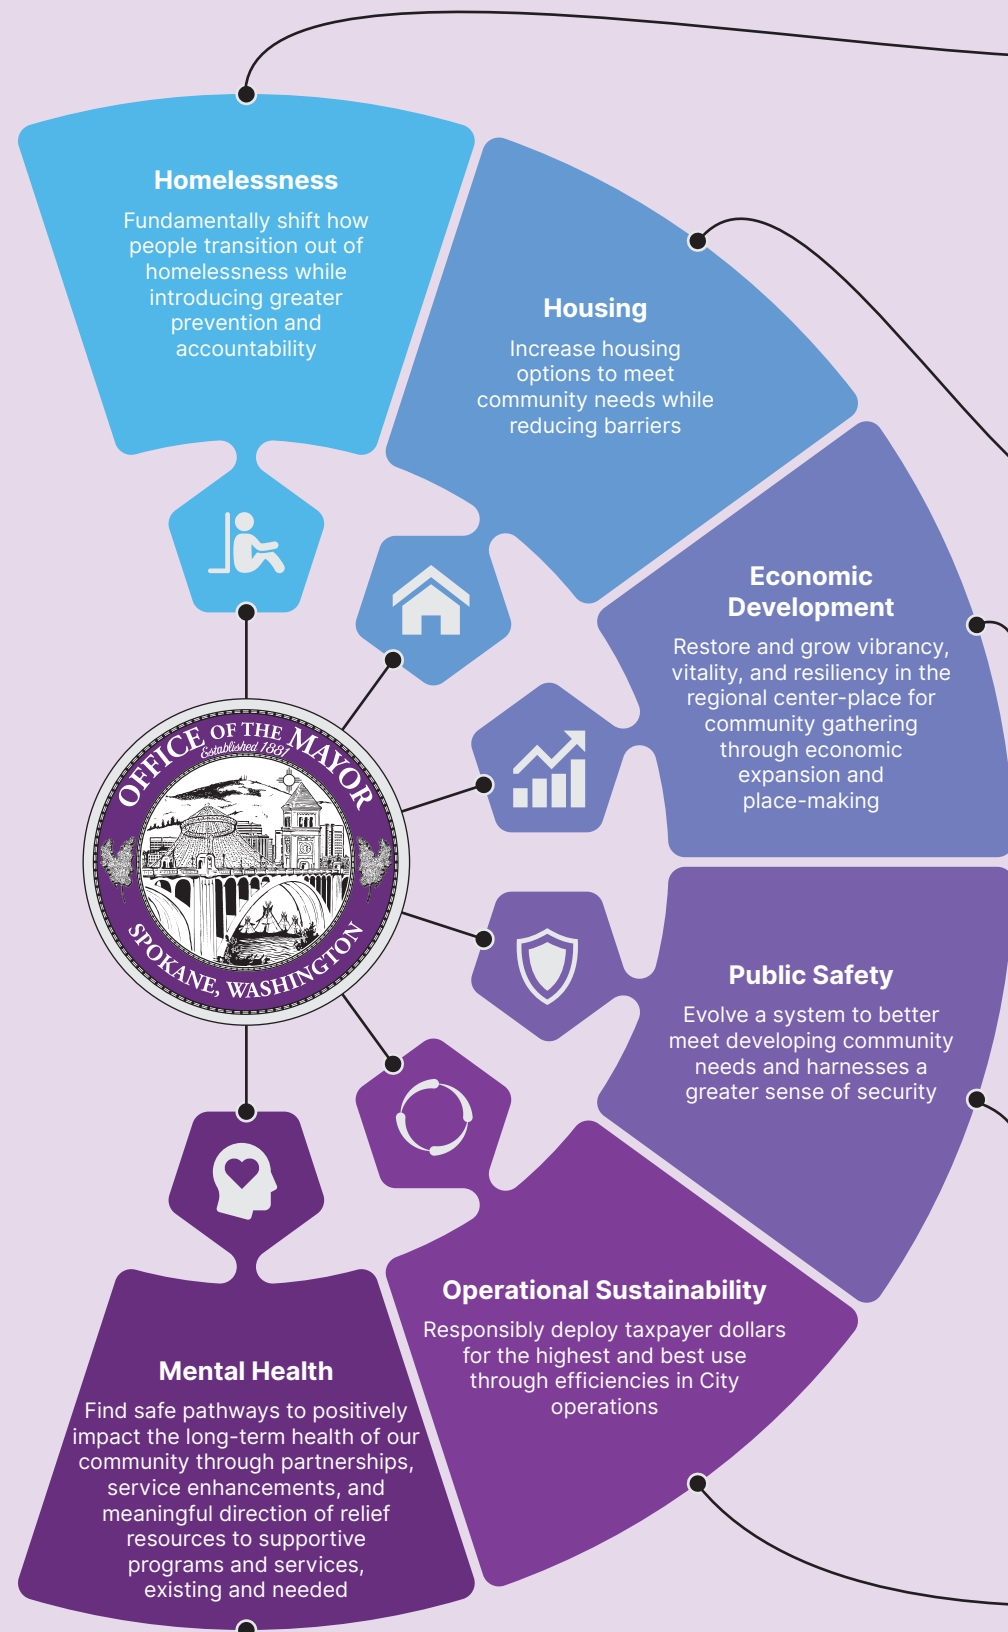 Homelessness
Fundamentally shift how
people transition out of
homelessness while
introducing greater
prevention and
accountability
Housing
Increase housing
options to meet
community needs while
reducing barriers
Economic
Development
Restore and grow vibrancy,
vitality, and resiliency in the
regional center-place for
community gathering
through economic
expansion and
place-making
OFFICE OF THE MAYOR
Established 1881
SPOKANE, WASHINGTON
Public Safety
Evolve a system to better
meet developing community
needs and harnesses a
greater sense of security
Operational Sustainability
Responsibly deploy taxpayer dollars
for the highest and best use
through efficiencies in City
operations
Mental Health
Find safe pathways to positively
impact the long-term health of our
community through partnerships,
service enhancements, and
meaningful direction of relief
resources to supportive
programs and services,
existing and needed